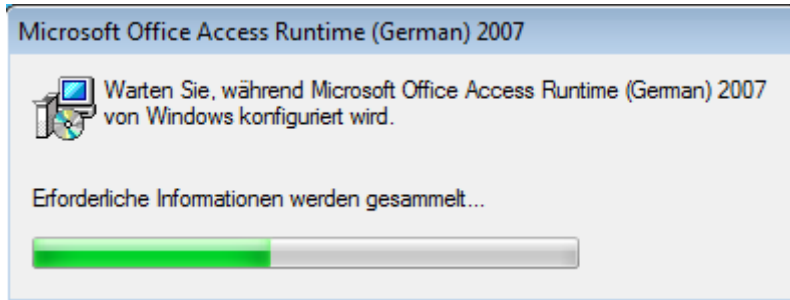 Microsoft Office Access Runtime (German) 2007
Warten Sie, während Microsoft Office Access Runtime (German) 2007
von Windows konfiguriert wird.
Erforderliche Informationen werden gesammelt...